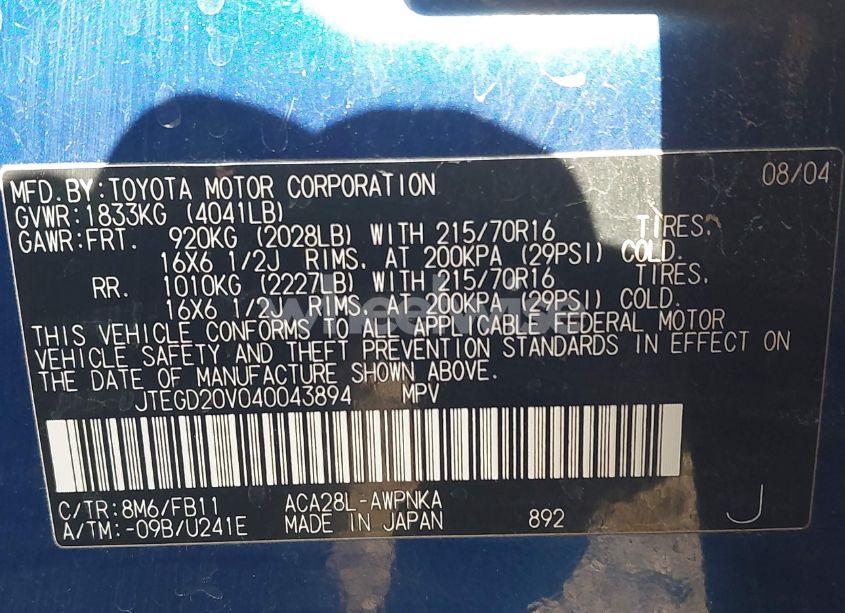 MFD.BY:TOYOTA MOTOR CORPORATION 08/04
GVWR:1833KG (4041LB)
GAWR:FRT. 920KG (2028LB) WITH 215/70R16 TIRES.
16X6 1/2J RIMS. AT 200KPA (29PSI) COLD.
RR. 1010KG (2227LB) WITH 215/70R16 TIRES.
16X6 1/2J RIMS. AT 200KPA (29PSI) COLD.
wheelwise
THIS VEHICLE CONFORMS TO ALL APPLICABLE FEDERAL MOTOR
VEHICLE SAFETY AND THEFT PREVENTION STANDARDS IN EFFECT ON
THE DATE OF MANUFACTURE SHOWN ABOVE.
JTEGD20V040043894 MPV
C/TR:8M6/FB11 ACA28L-AWPNKA
A/TM:-09B/U241E MADE IN JAPAN 892 J